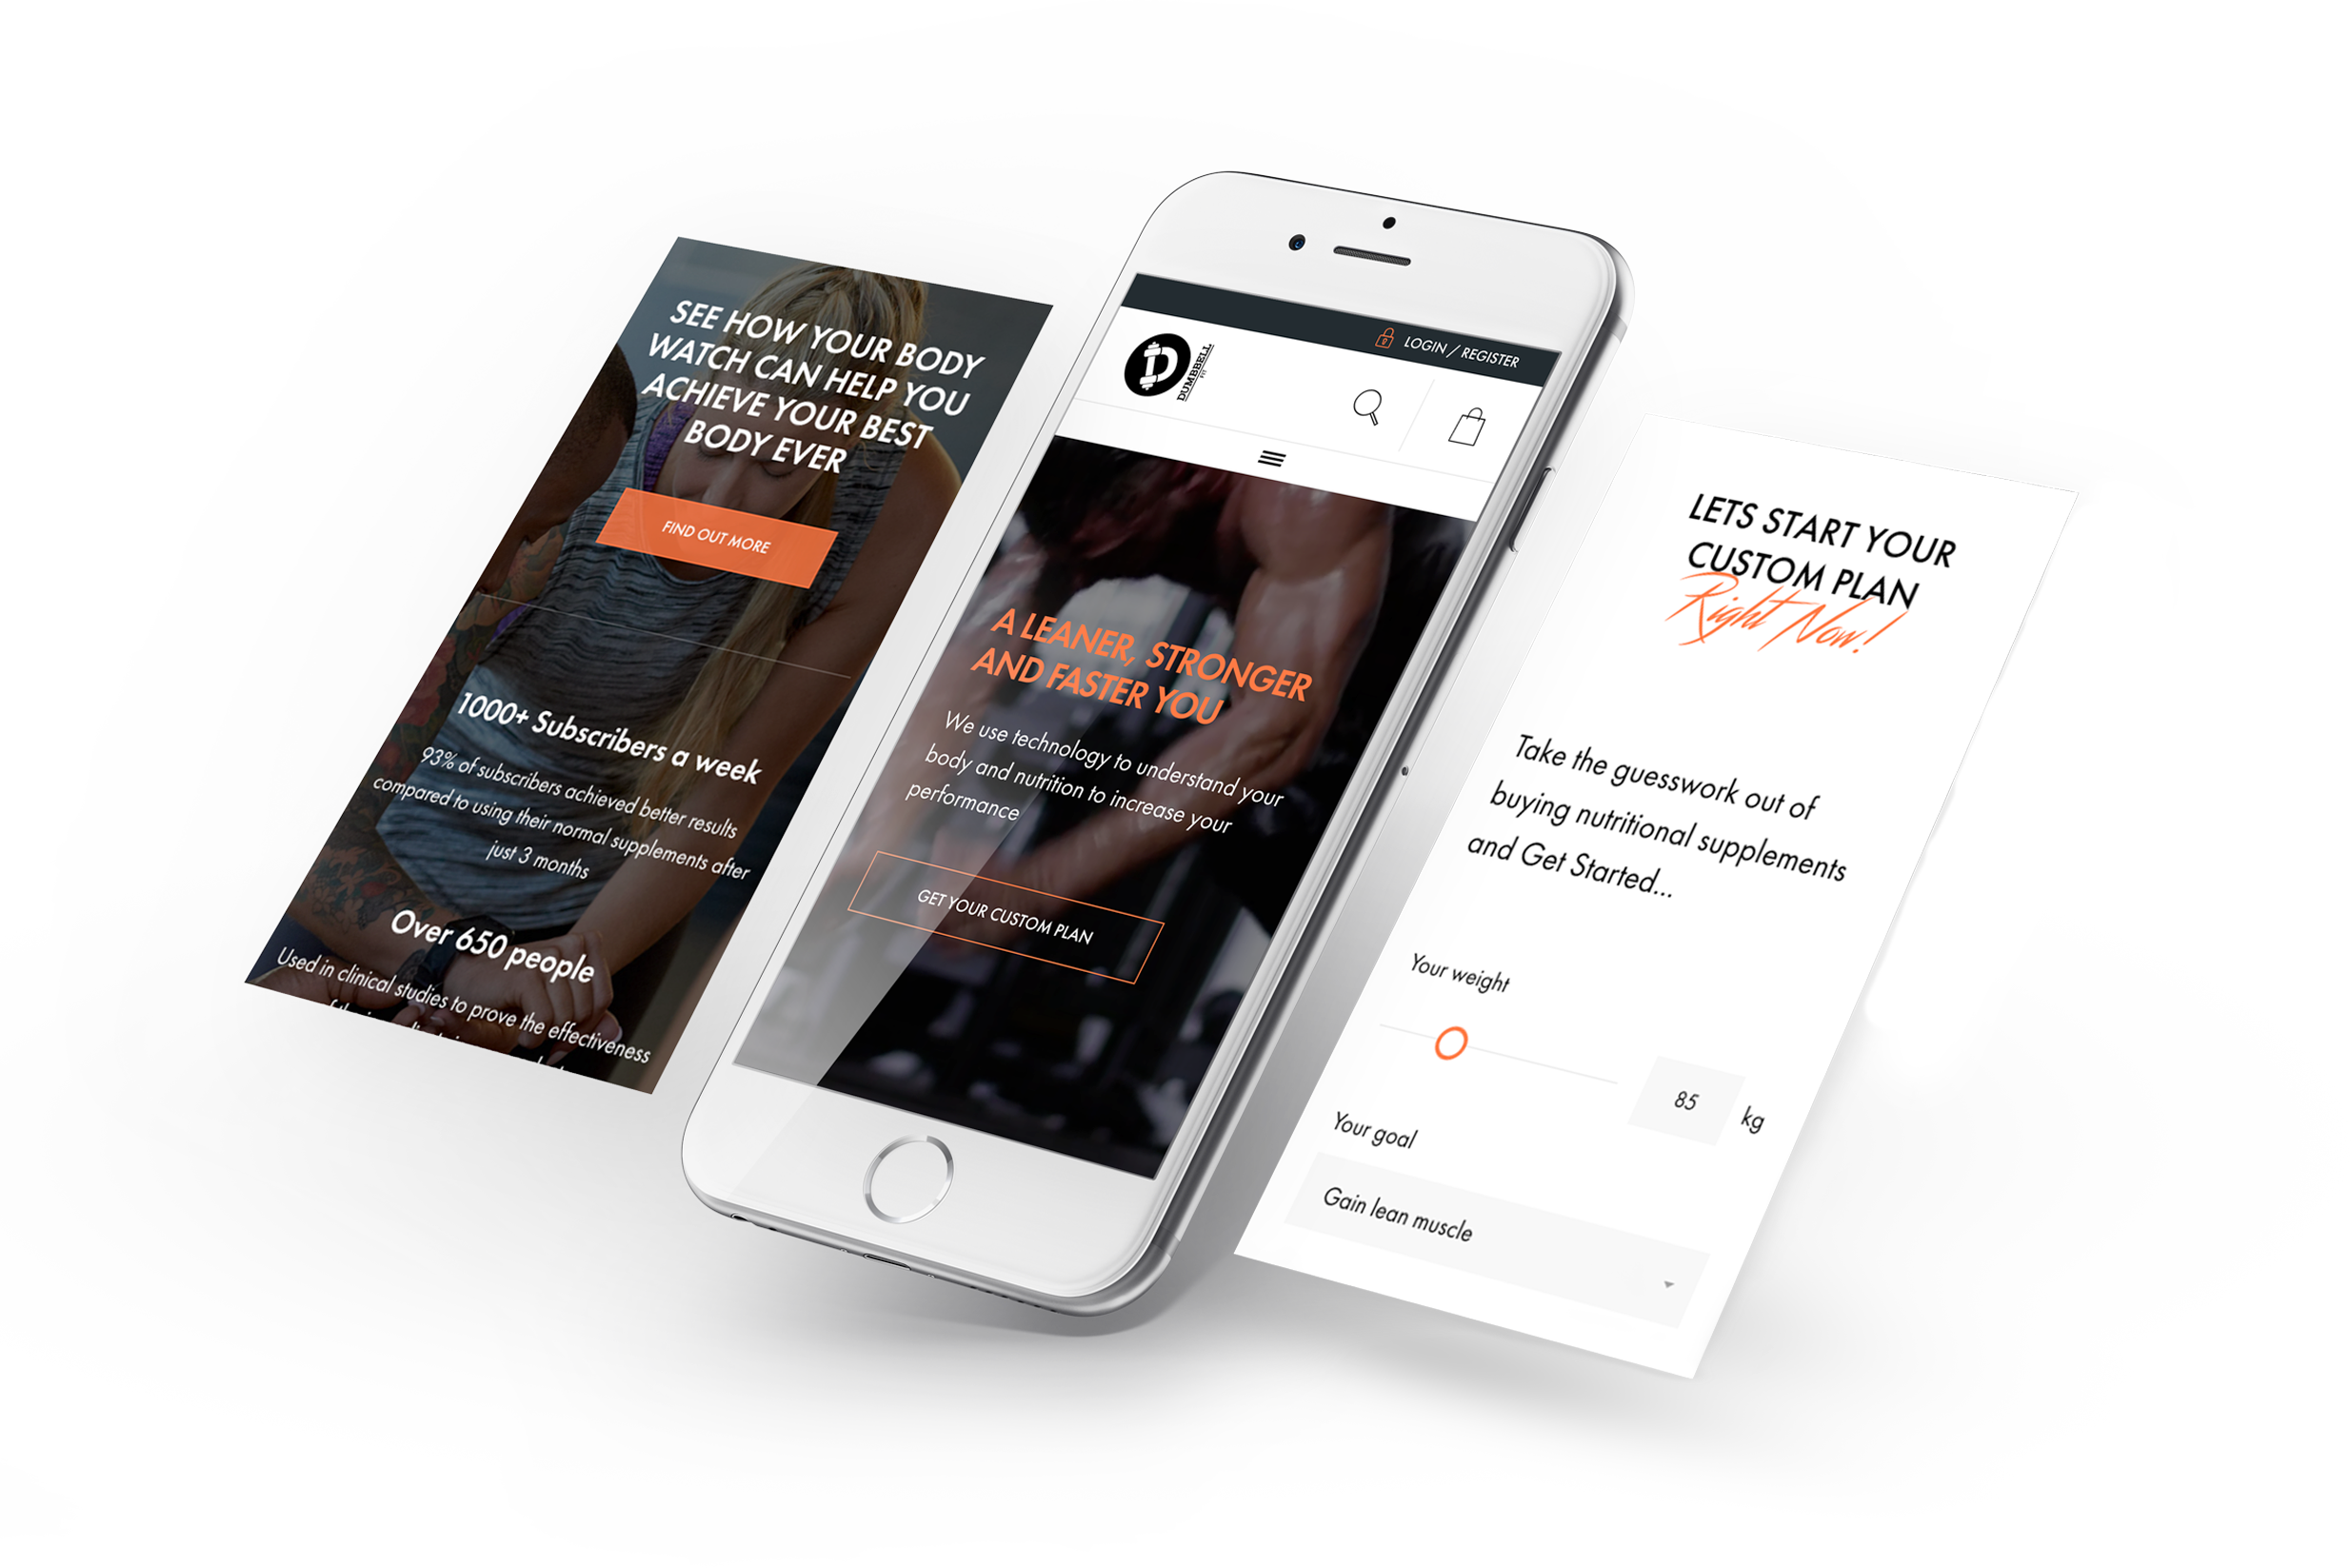 SEE HOW YOUR BODY
WATCH CAN HELP YOU
ACHIEVE YOUR BEST
BODY EVER
FIND OUT MORE
1000+ Subscribers a week
93% of subscribers achieved better results
compared to using their normal supplements after
just 3 months
Over 650 people
Used in clinical studies to prove the effectiveness
LOGIN / REGISTER
D
DUMBBELL
FIT
A LEANER, STRONGER
AND FASTER YOU
We use technology to understand your
body and nutrition to increase your
performance
GET YOUR CUSTOM PLAN
LETS START YOUR
CUSTOM PLAN
Right Now!
Take the guesswork out of
buying nutritional supplements
and Get Started...
Your weight
85
kg
Your goal
Gain lean muscle